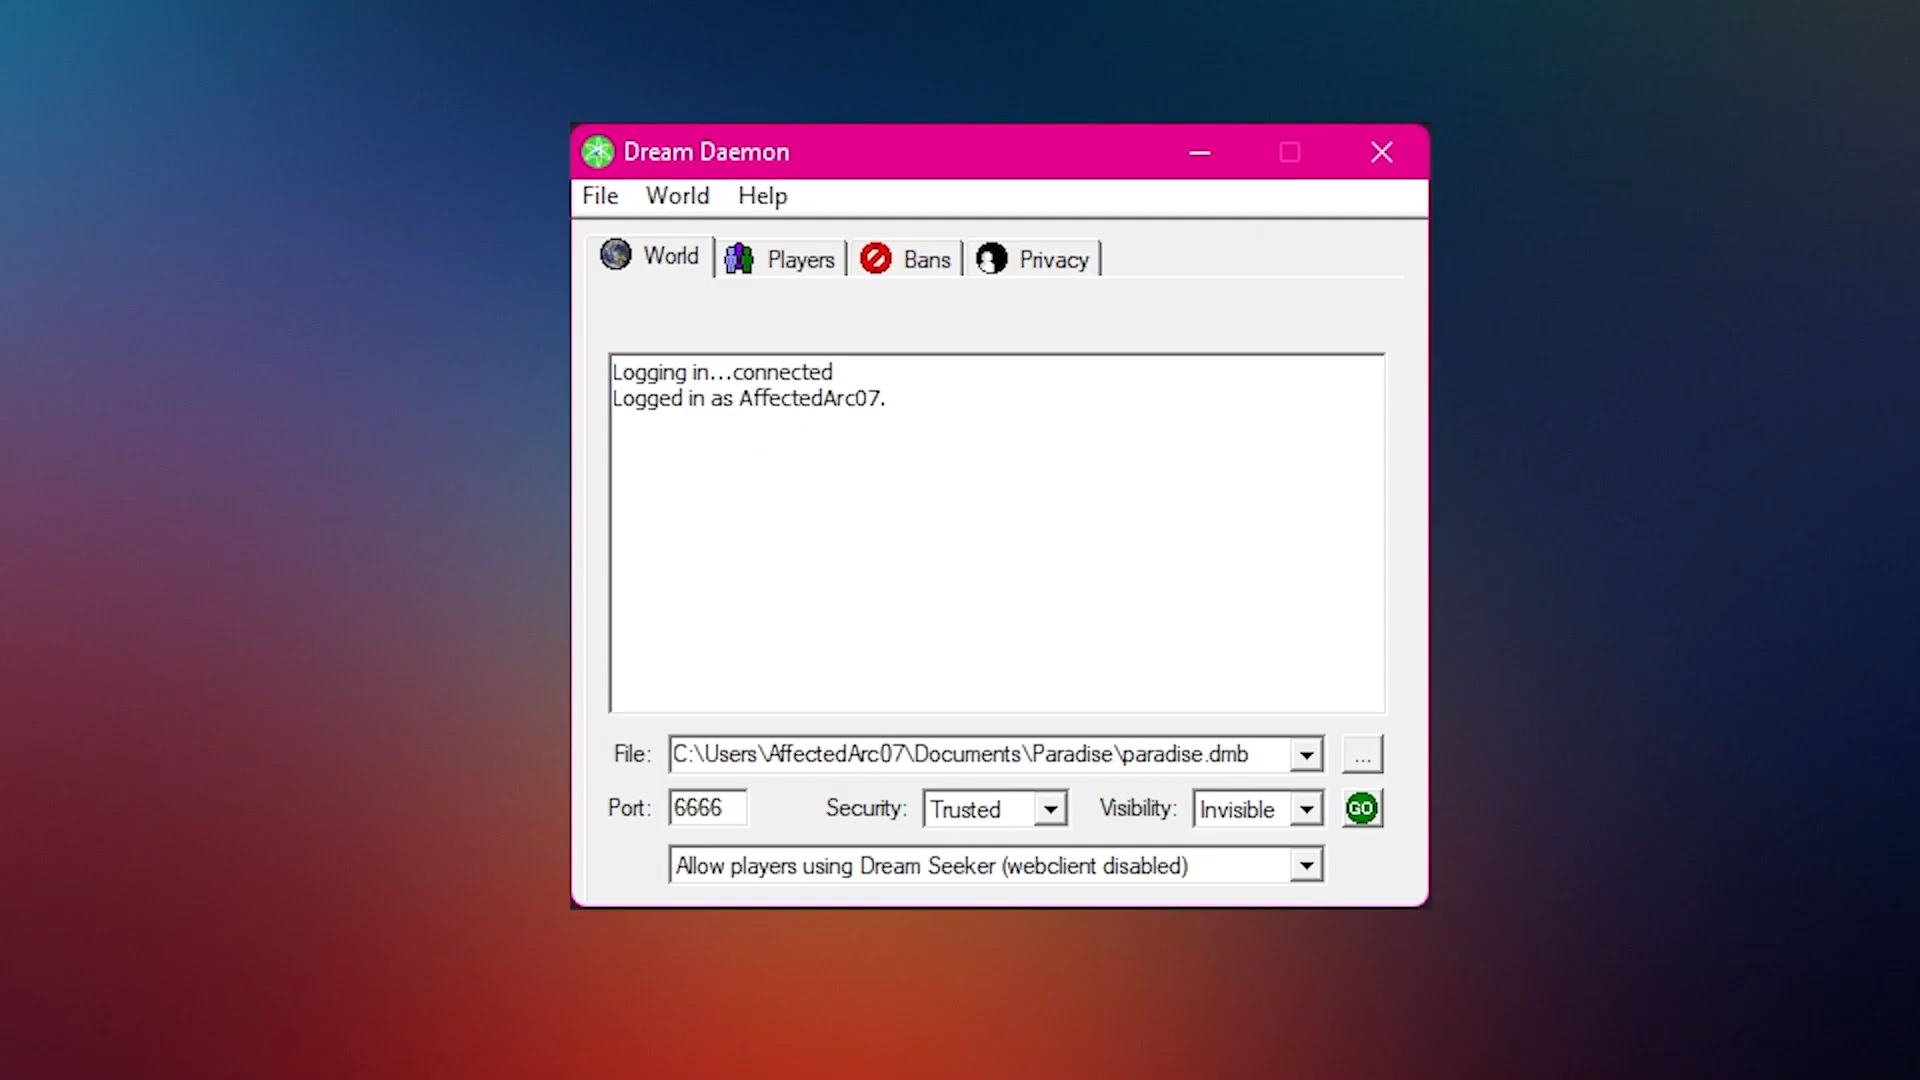 Dream Daemon
File World Help
World Players Bans Privacy
Logging in...connected
Logged in as AffectedArc07.
File: C:\Users\AffectedArc07\Documents\Paradise\paradise.dmb ...
Port: 6666 Security: Trusted Visibility: Invisible GO
Allow players using Dream Seeker (webclient disabled)